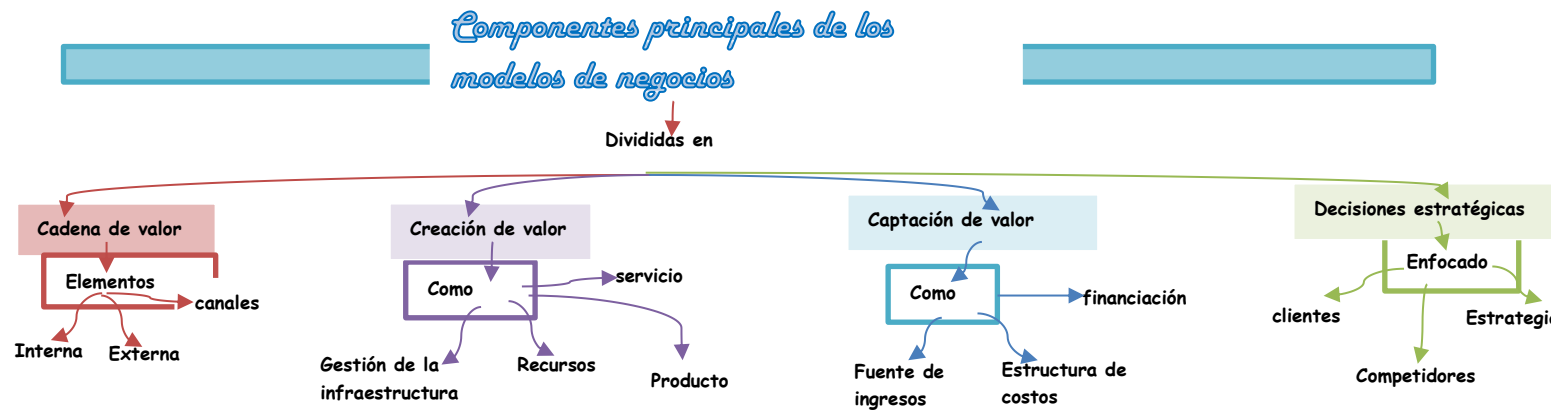 Componentes principales de los
modelos de negocios
Divididas en
Cadena de valor
Creación de valor
Captación de valor
Decisiones estratégicas
Elementos
Como
Como
Enfocado
canales
servicio
financiación
clientes
Interna
Externa
Gestión de la
infraestructura
Recursos
Producto
Fuente de
ingresos
Estructura de
costos
Competidores